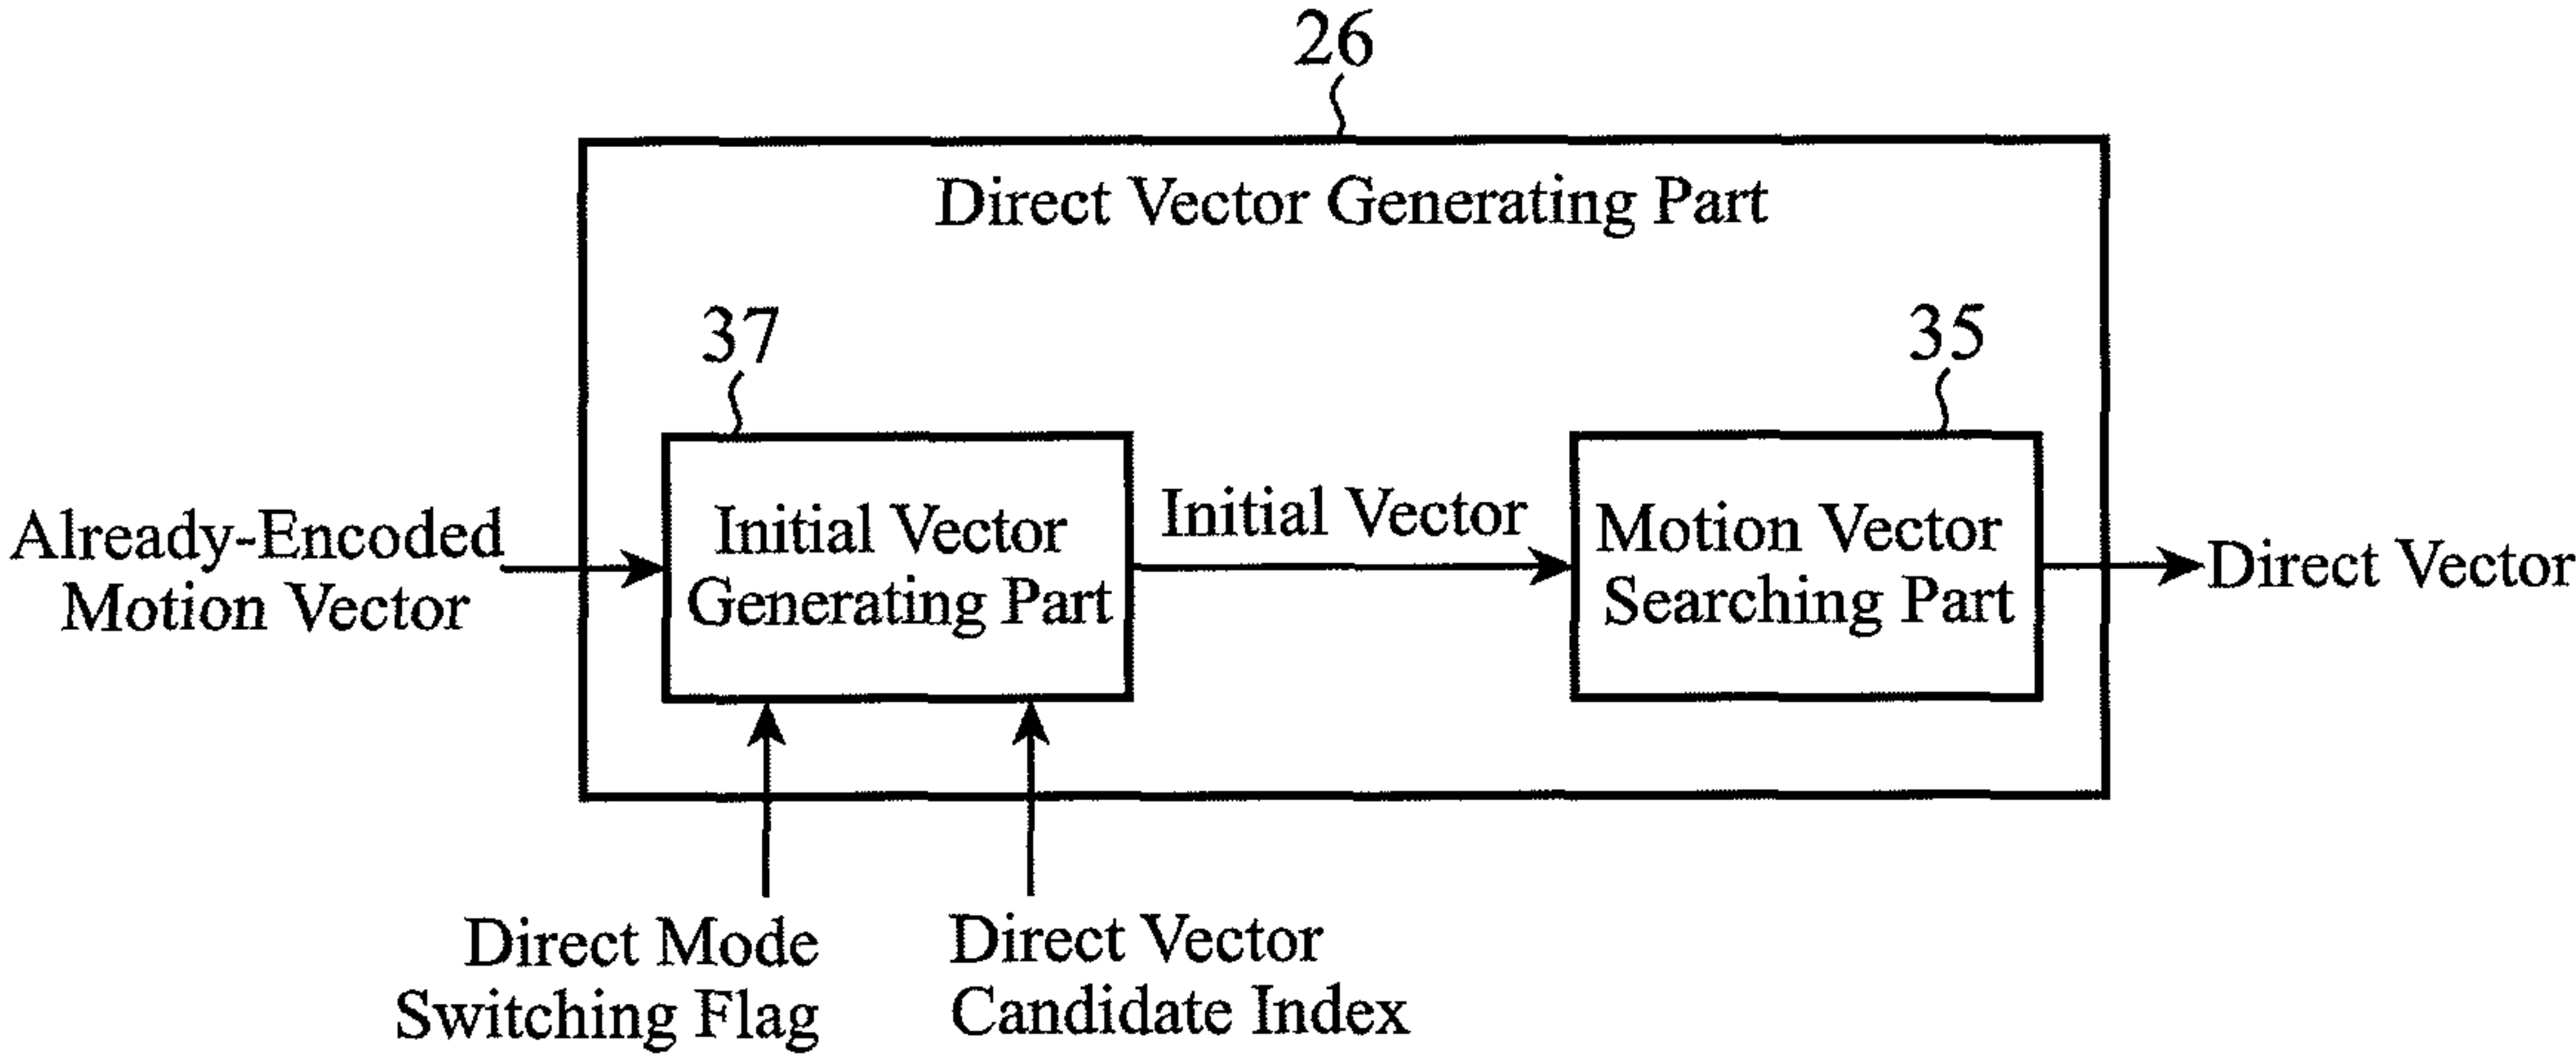 26
Direct Vector Generating Part
37
35
Already-Encoded
Motion Vector
Initial Vector
Generating Part
Initial Vector
Motion Vector
Searching Part
Direct Vector
Direct Mode
Switching Flag
Direct Vector
Candidate Index